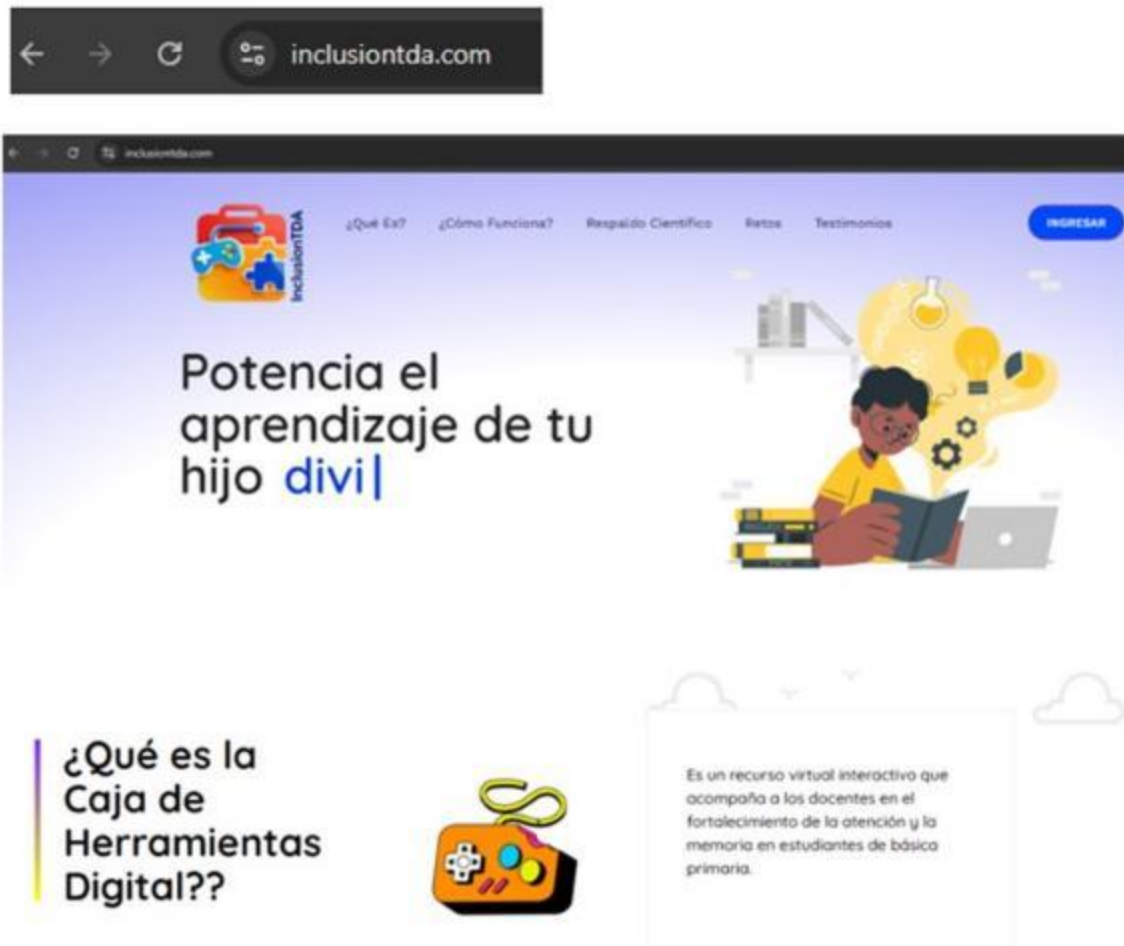 inclusiontda.com
inclusiontda.com
InclusionTDA
¿Qué Es?
¿Cómo Funciona?
Respaldo Científico
Retos
Testimonios
INGRESAR
Potencia el
aprendizaje de tu
hijo divi|
¿Qué es la
Caja de
Herramientas
Digital??
Es un recurso virtual interactivo que
acompaña a los docentes en el
fortalecimiento de la atención y la
memoria en estudiantes de básica
primaria.